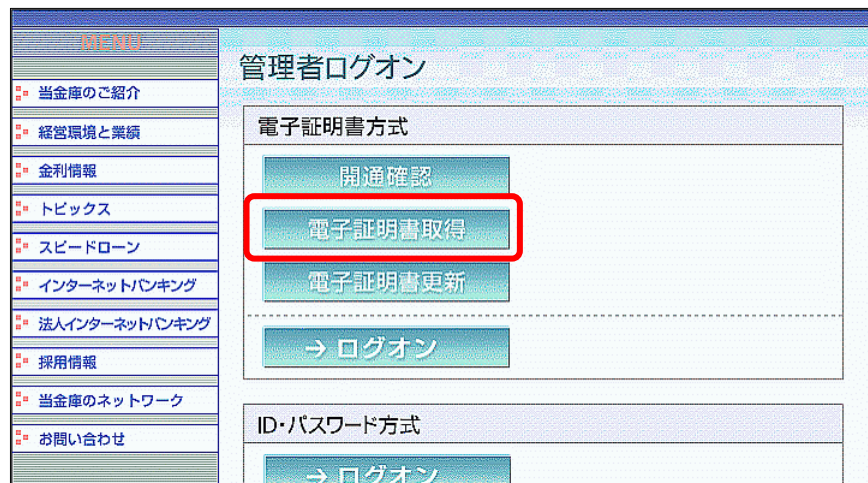 MENU
当金庫のご紹介
経営環境と業績
金利情報
トピックス
スピードローン
インターネットバンキング
法人インターネットバンキング
採用情報
当金庫のネットワーク
お問い合わせ
管理者ログオン
電子証明書方式
開通確認
電子証明書取得
電子証明書更新
→ ログオン
ID・パスワード方式
→ ログオン